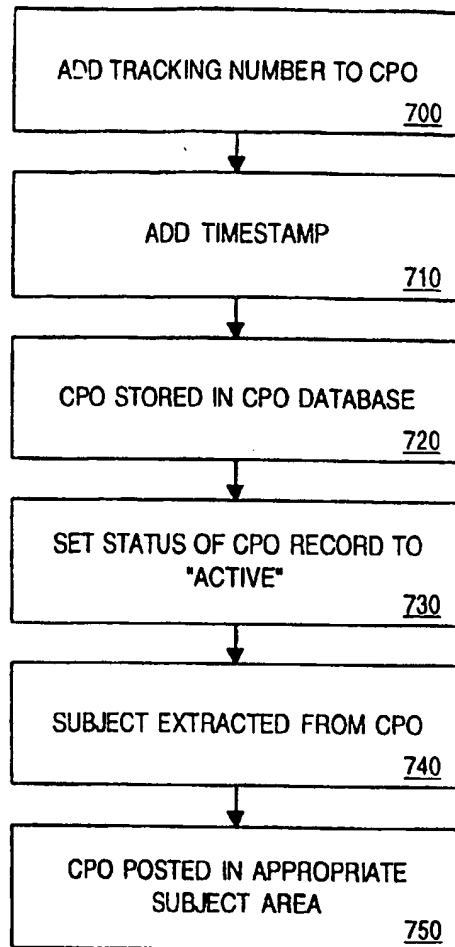 ADD TRACKING NUMBER TO CPO
700
ADD TIMESTAMP
710
CPO STORED IN CPO DATABASE
720
SET STATUS OF CPO RECORD TO
"ACTIVE"
730
SUBJECT EXTRACTED FROM CPO
740
CPO POSTED IN APPROPRIATE
SUBJECT AREA
750